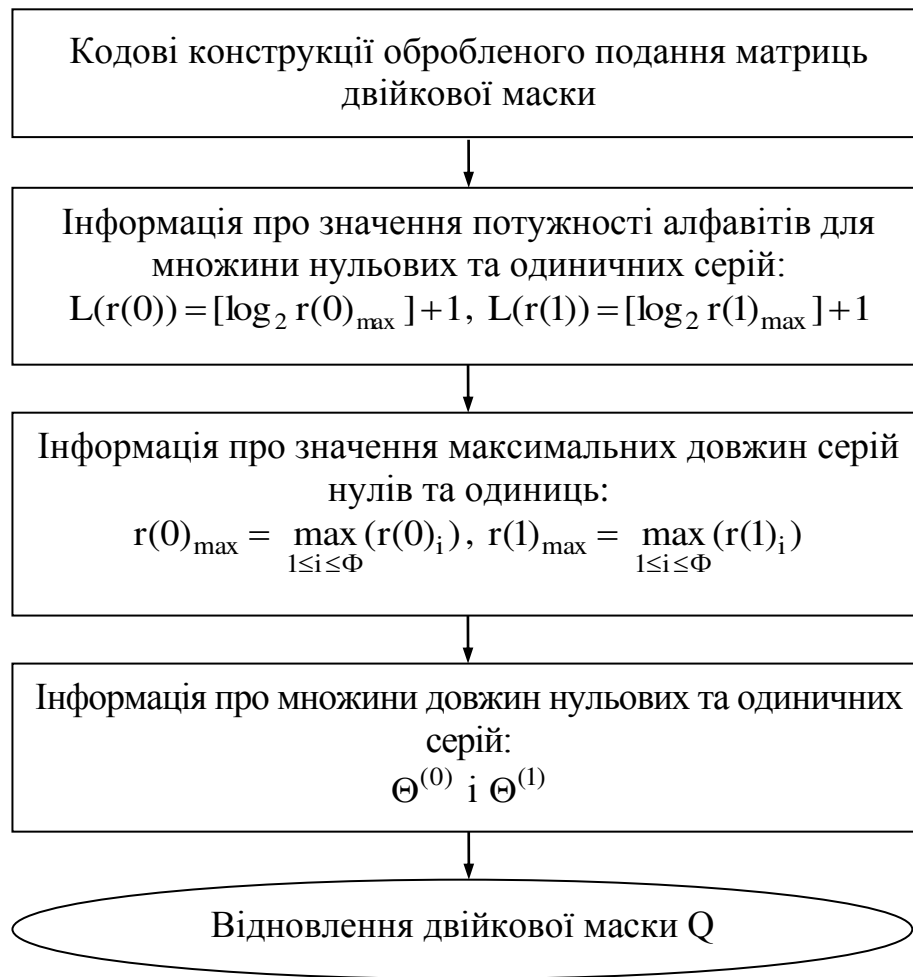 Кодові конструкції обробленого подання матриць
двійкової маски
Інформація про значення потужності алфавітів для
множини нульових та одиничних серій:
L(r(0)) = [log₂ r(0)ₘₐₓ] + 1, L(r(1)) = [log₂ r(1)ₘₐₓ] + 1
Інформація про значення максимальних довжин серій
нулів та одиниць:
r(0)ₘₐₓ = max (r(0)ᵢ), r(1)ₘₐₓ = max (r(1)ᵢ)
1≤i≤Φ 1≤i≤Φ
Інформація про множини довжин нульових та одиничних
серій:
Θ⁽⁰⁾ і Θ⁽¹⁾
Відновлення двійкової маски Q